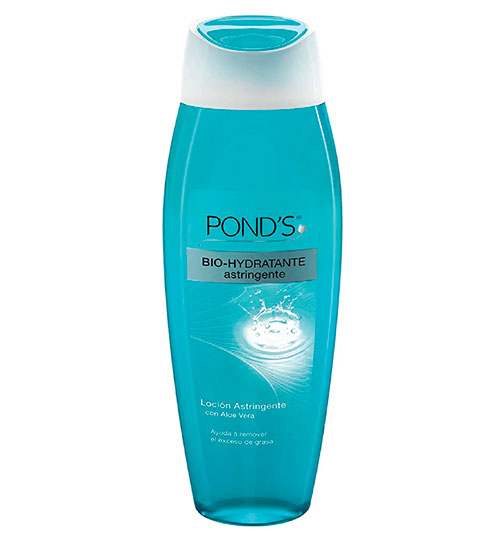 POND'S
BIO-HYDRATANTE
astringente
Loción Astringente
con Aloe Vera
Ayuda a remover
el exceso de grasa